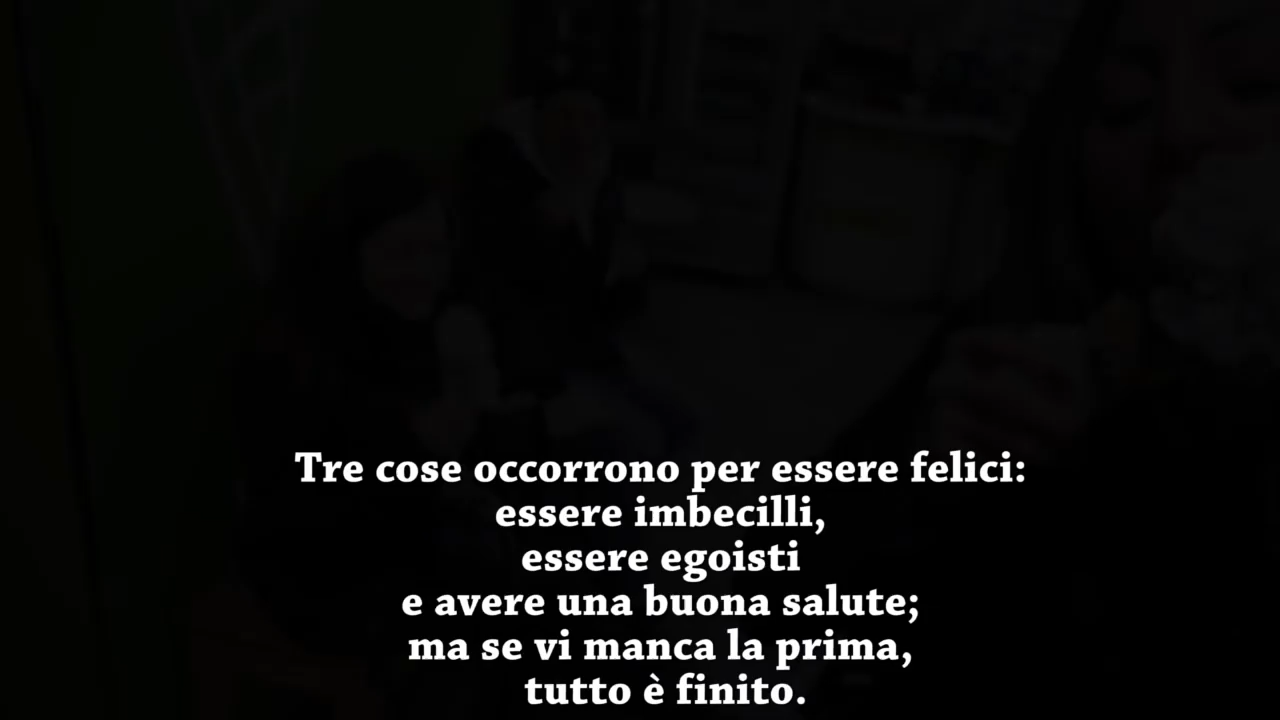 Tre cose occorrono per essere felici:
essere imbecilli,
essere egoisti
e avere una buona salute;
ma se vi manca la prima,
tutto è finito.